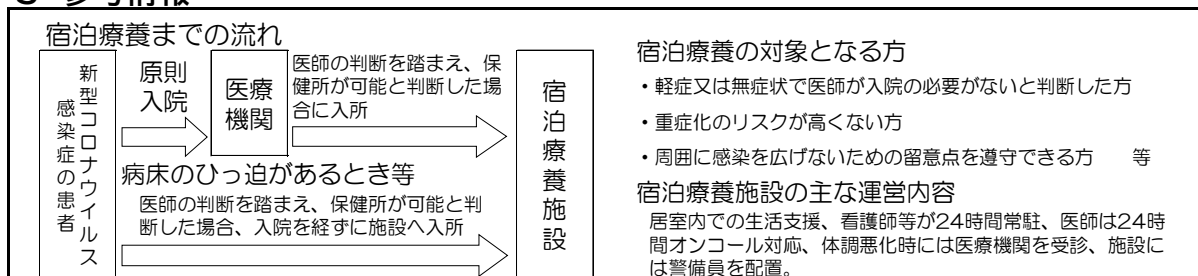 宿泊療養までの流れ
新型コロナウイルス
感染症の患者
原則
入院
医療
機関
医師の判断を踏まえ、保
健所が可能と判断した場
合に入所
病床のひっ迫があるとき等
医師の判断を踏まえ、保健所が可能と判
断した場合、入院を経ずに施設へ入所
宿泊療養施設
宿泊療養の対象となる方
・軽症又は無症状で医師が入院の必要がないと判断した方
・重症化のリスクが高くない方
・周囲に感染を広げないための留意点を遵守できる方　等
宿泊療養施設の主な運営内容
居室内での生活支援、看護師等が24時間常駐、医師は24時
間オンコール対応、体調悪化時には医療機関を受診、施設に
は警備員を配置。